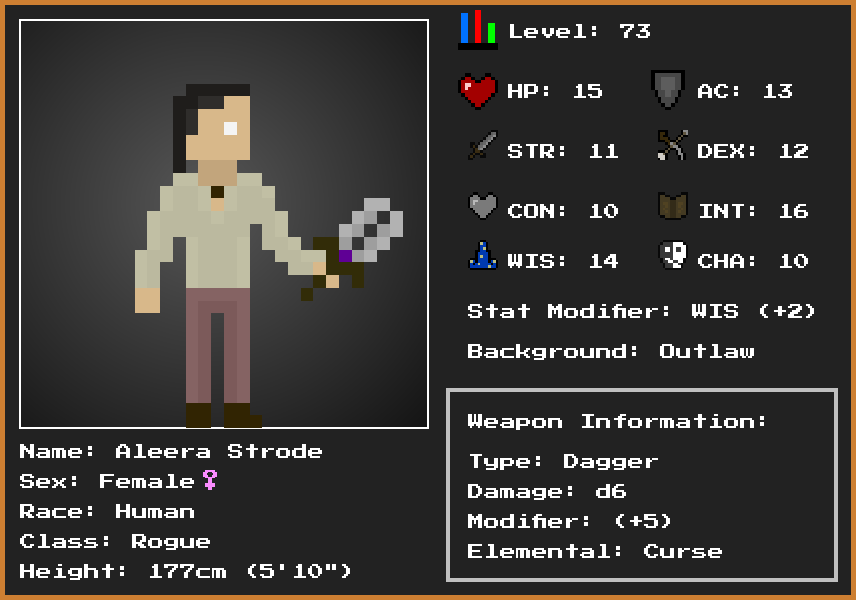 Level: 73
HP: 15
AC: 13
STR: 11
DEX: 12
CON: 10
INT: 16
WIS: 14
CHA: 10
Stat Modifier: WIS (+2)
Background: Outlaw
Weapon Information:
Type: Dagger
Damage: d6
Modifier: (+5)
Elemental: Curse
Name: Aleera Strode
Sex: Female♀
Race: Human
Class: Rogue
Height: 177cm (5'10")